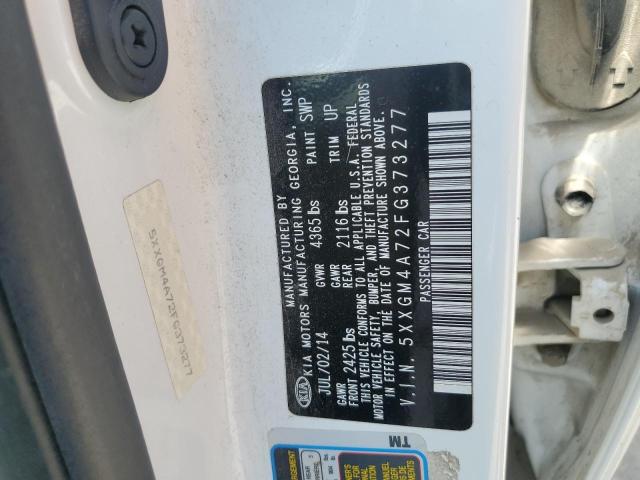 MANUFACTURED BY
KIA KIA MOTORS MANUFACTURING GEORGIA, INC.
JUL/02/14 GVWR 4365 lbs PAINT SWP
GAWR FRONT 2425 lbs GAWR REAR 2116 lbs TRIM UP
THIS VEHICLE CONFORMS TO ALL APPLICABLE U.S.A. FEDERAL
MOTOR VEHICLE SAFETY, BUMPER, AND THEFT PREVENTION STANDARDS
IN EFFECT ON THE DATE OF MANUFACTURE SHOWN ABOVE.
V.I.N. 5XXGM4A72FG373277
PASSENGER CAR
5XXGM4A72FG373277
TM